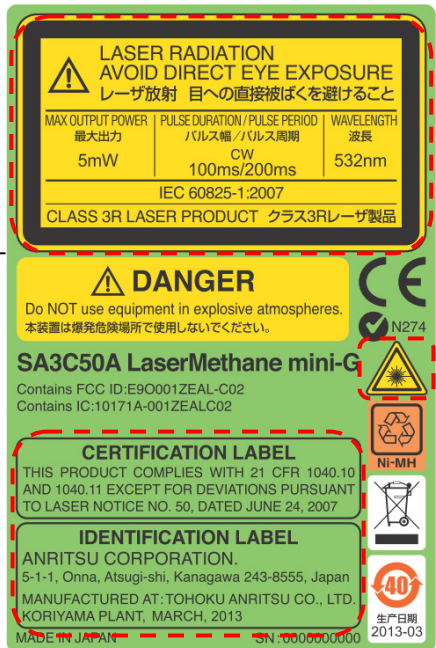 LASER RADIATION
AVOID DIRECT EYE EXPOSURE
レーザ放射 目への直接被ばくを避けること
MAX OUTPUT POWER
最大出力
5mW
PULSE DURATION / PULSE PERIOD
パルス幅／パルス周期
CW
100ms/200ms
WAVELENGTH
波長
532nm
IEC 60825-1:2007
CLASS 3R LASER PRODUCT クラス3Rレーザ製品
DANGER
Do NOT use equipment in explosive atmospheres.
本装置は爆発危険場所で使用しないでください。
CE
N274
SA3C50A LaserMethane mini-G
Contains FCC ID:E9O001ZEAL-C02
Contains IC:10171A-001ZEALC02
Ni-MH
CERTIFICATION LABEL
THIS PRODUCT COMPLIES WITH 21 CFR 1040.10
AND 1040.11 EXCEPT FOR DEVIATIONS PURSUANT
TO LASER NOTICE NO. 50, DATED JUNE 24, 2007
IDENTIFICATION LABEL
ANRITSU CORPORATION.
5-1-1, Onna, Atsugi-shi, Kanagawa 243-8555, Japan
MANUFACTURED AT: TOHOKU ANRITSU CO., LTD.
KORIYAMA PLANT, MARCH, 2013
MADE IN JAPAN
SN : 0000000000
40
生产日期
2013-03